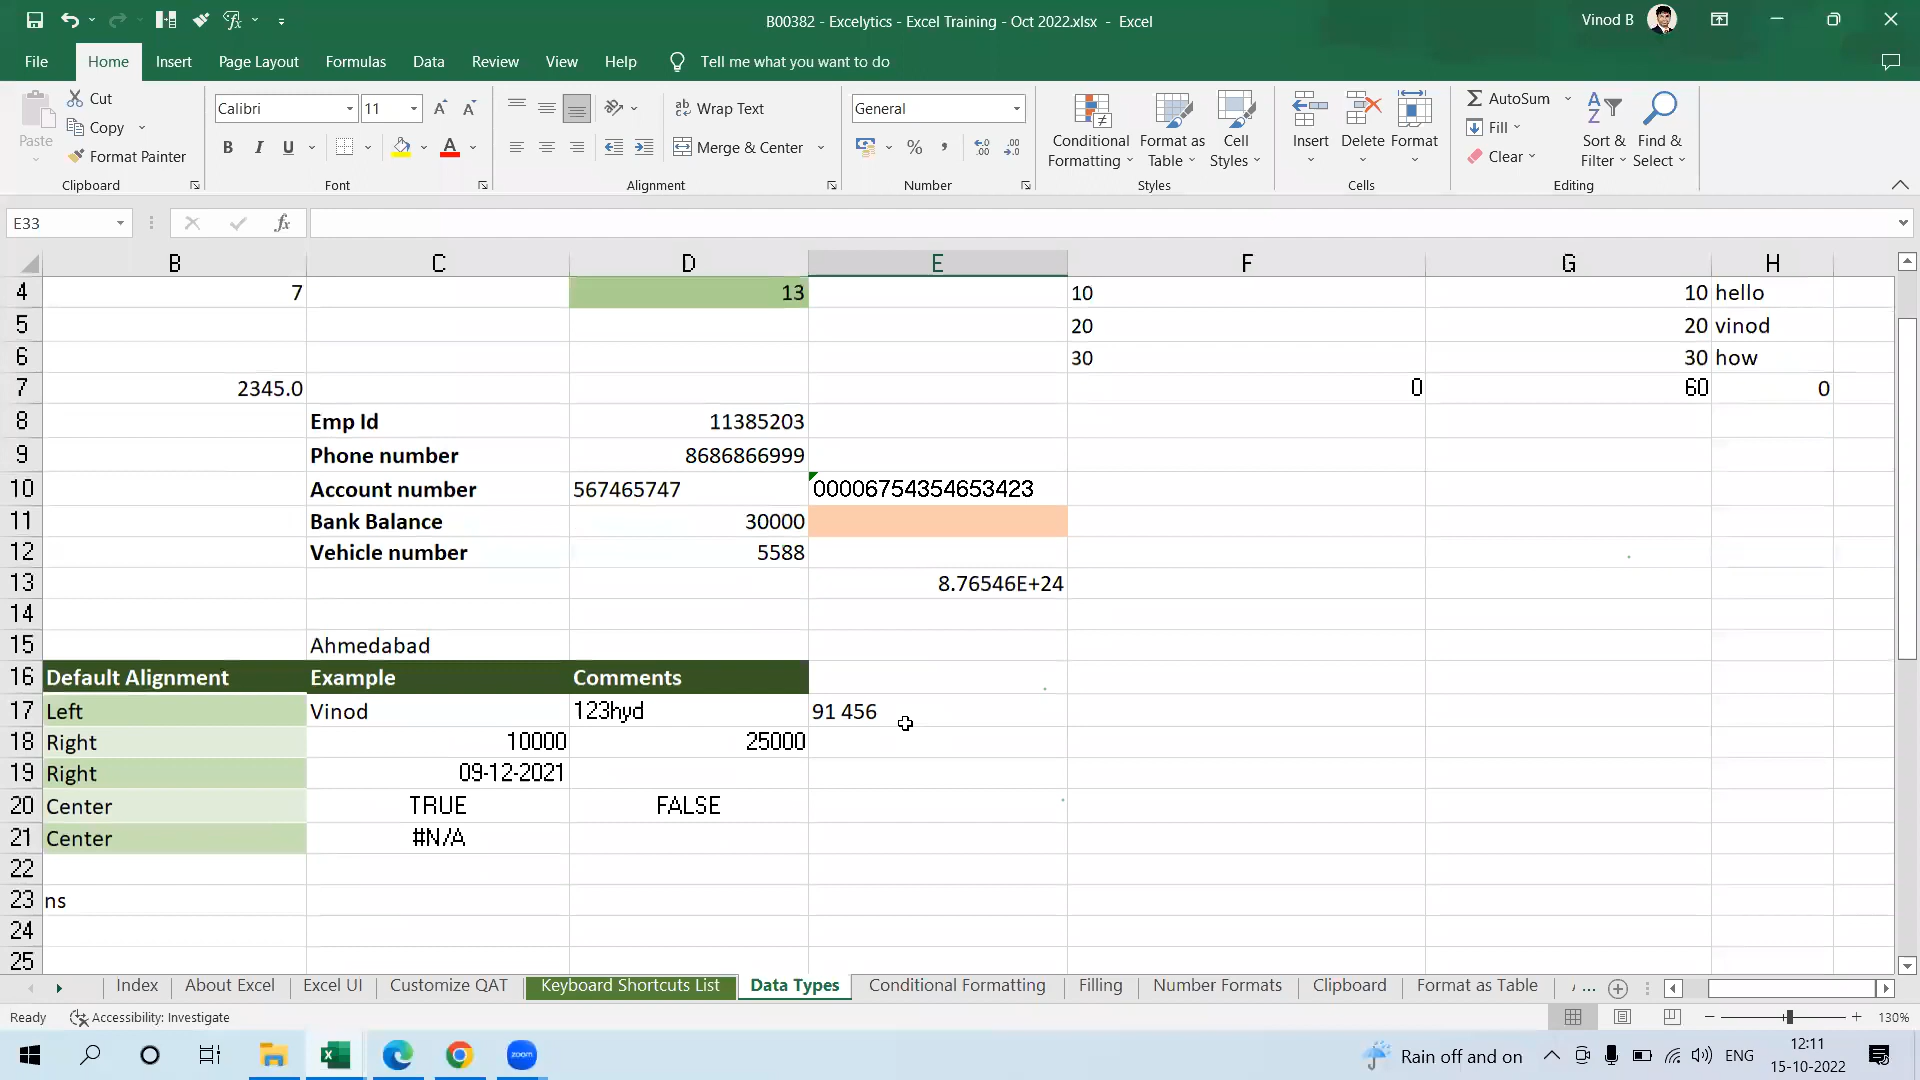 B00382 - Excelytics - Excel Training - Oct 2022.xlsx - Excel
Vinod B
File Home Insert Page Layout Formulas Data Review View Help Tell me what you want to do
Paste
Cut
Copy
Format Painter
Clipboard
Calibri 11
B I U
Font
Wrap Text
Merge & Center
Alignment
General
Number
Conditional Formatting
Format as Table
Cell Styles
Styles
Insert Delete Format
Cells
AutoSum
Fill
Clear
Sort & Filter
Find & Select
Editing
E33
fx
B C D E F G H
4 7 13 10 10 hello
5 20 20 vinod
6 30 30 how
7 2345.0 0 60 0
8 Emp Id 11385203
9 Phone number 8686866999
10 Account number 567465747 00006754354653423
11 Bank Balance 30000
12 Vehicle number 5588
13 8.76546E+24
14
15 Ahmedabad
16 Default Alignment Example Comments
17 Left Vinod 123hyd 91 456
18 Right 10000 25000
19 Right 09-12-2021
20 Center TRUE FALSE
21 Center #N/A
22
23 ns
24
25
Index About Excel Excel UI Customize QAT Keyboard Shortcuts List Data Types Conditional Formatting Filling Number Formats Clipboard Format as Table ...
Ready Accessibility: Investigate 130%
zoom Rain off and on ENG 12:11
15-10-2022